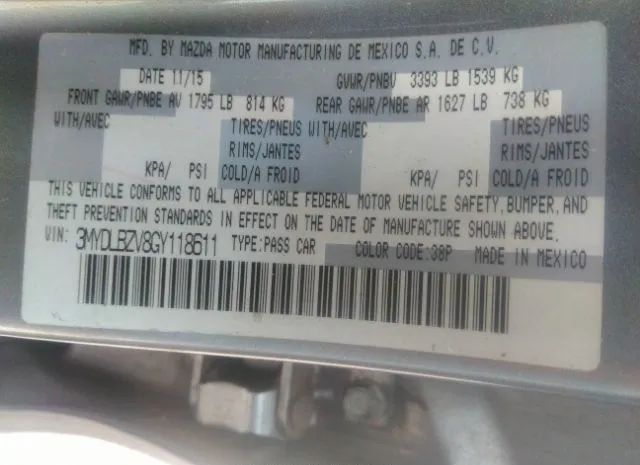 MFD. BY MAZDA MOTOR MANUFACTURING DE MEXICO S.A. DE C.V.
DATE 11/15 GVWR/PNBV 3393 LB 1539 KG
FRONT GAWR/PNBE AV 1795 LB 814 KG REAR GAWR/PNBE AR 1627 LB 738 KG
WITH/AVEC TIRES/PNEUS WITH/AVEC TIRES/PNEUS
RIMS/JANTES RIMS/JANTES
KPA/ PSI COLD/A FROID KPA/ PSI COLD/A FROID
THIS VEHICLE CONFORMS TO ALL APPLICABLE FEDERAL MOTOR VEHICLE SAFETY, BUMPER, AND
THEFT PREVENTION STANDARDS IN EFFECT ON THE DATE OF MANUFACTURE SHOWN ABOVE.
VIN: 3MYDLBZV8GY118611 TYPE:PASS CAR COLOR CODE:38P MADE IN MEXICO